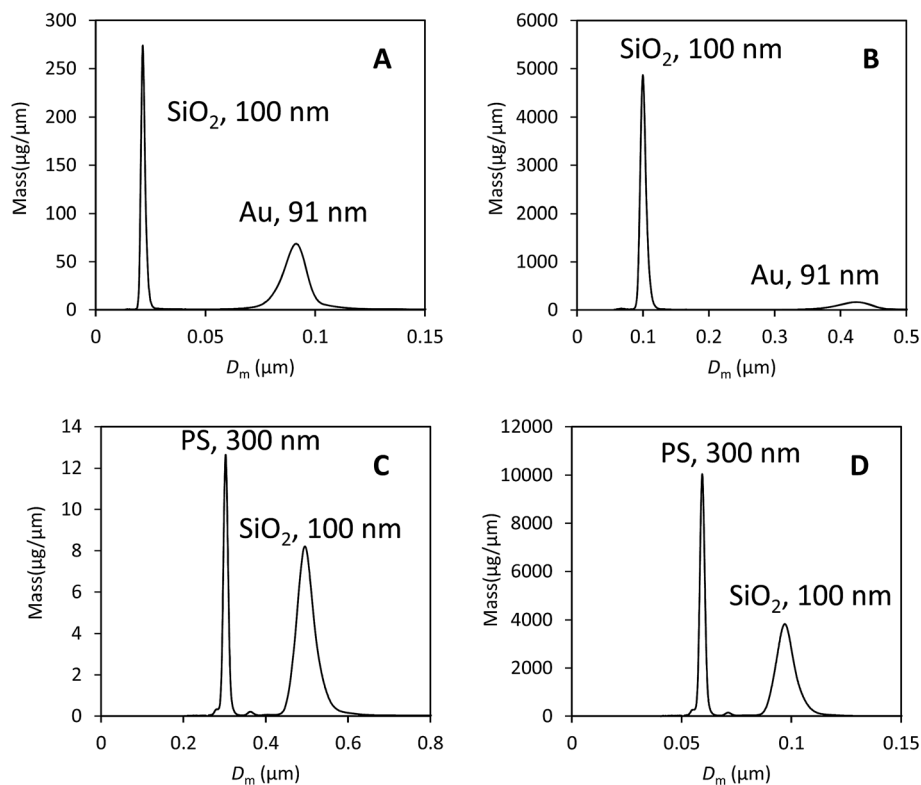 A
Mass(µg/µm)
300
250
200
150
100
50
0
SiO₂, 100 nm
Au, 91 nm
0 0.05 0.1 0.15
Dₘ (µm)
B
Mass(µg/µm)
6000
5000
4000
3000
2000
1000
0
SiO₂, 100 nm
Au, 91 nm
0 0.1 0.2 0.3 0.4 0.5
Dₘ (µm)
C
Mass(µg/µm)
14
12
10
8
6
4
2
0
PS, 300 nm
SiO₂, 100 nm
0 0.2 0.4 0.6 0.8
Dₘ (µm)
D
Mass(µg/µm)
12000
10000
8000
6000
4000
2000
0
PS, 300 nm
SiO₂, 100 nm
0 0.05 0.1 0.15
Dₘ (µm)